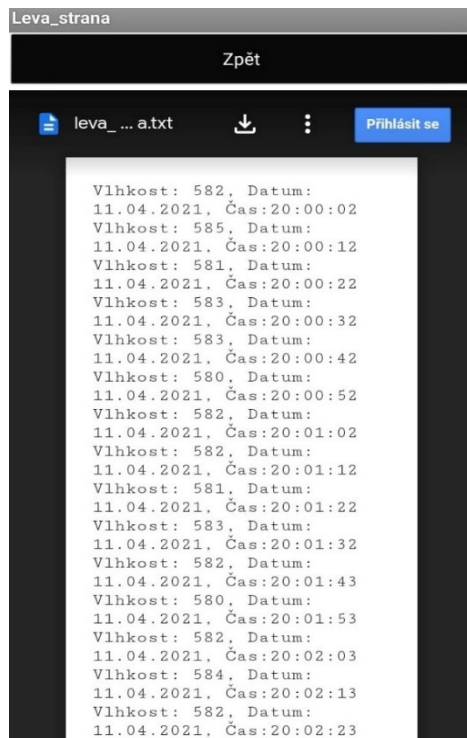 Leva_strana
Zpět
leva_ ... a.txt
Přihlásit se
Vlhkost: 582, Datum:
11.04.2021, Čas:20:00:02
Vlhkost: 585, Datum:
11.04.2021, Čas:20:00:12
Vlhkost: 581, Datum:
11.04.2021, Čas:20:00:22
Vlhkost: 583, Datum:
11.04.2021, Čas:20:00:32
Vlhkost: 583, Datum:
11.04.2021, Čas:20:00:42
Vlhkost: 580, Datum:
11.04.2021, Čas:20:00:52
Vlhkost: 582, Datum:
11.04.2021, Čas:20:01:02
Vlhkost: 582, Datum:
11.04.2021, Čas:20:01:12
Vlhkost: 581, Datum:
11.04.2021, Čas:20:01:22
Vlhkost: 583, Datum:
11.04.2021, Čas:20:01:32
Vlhkost: 582, Datum:
11.04.2021, Čas:20:01:43
Vlhkost: 580, Datum:
11.04.2021, Čas:20:01:53
Vlhkost: 582, Datum:
11.04.2021, Čas:20:02:03
Vlhkost: 584, Datum:
11.04.2021, Čas:20:02:13
Vlhkost: 582, Datum:
11.04.2021, Čas:20:02:23